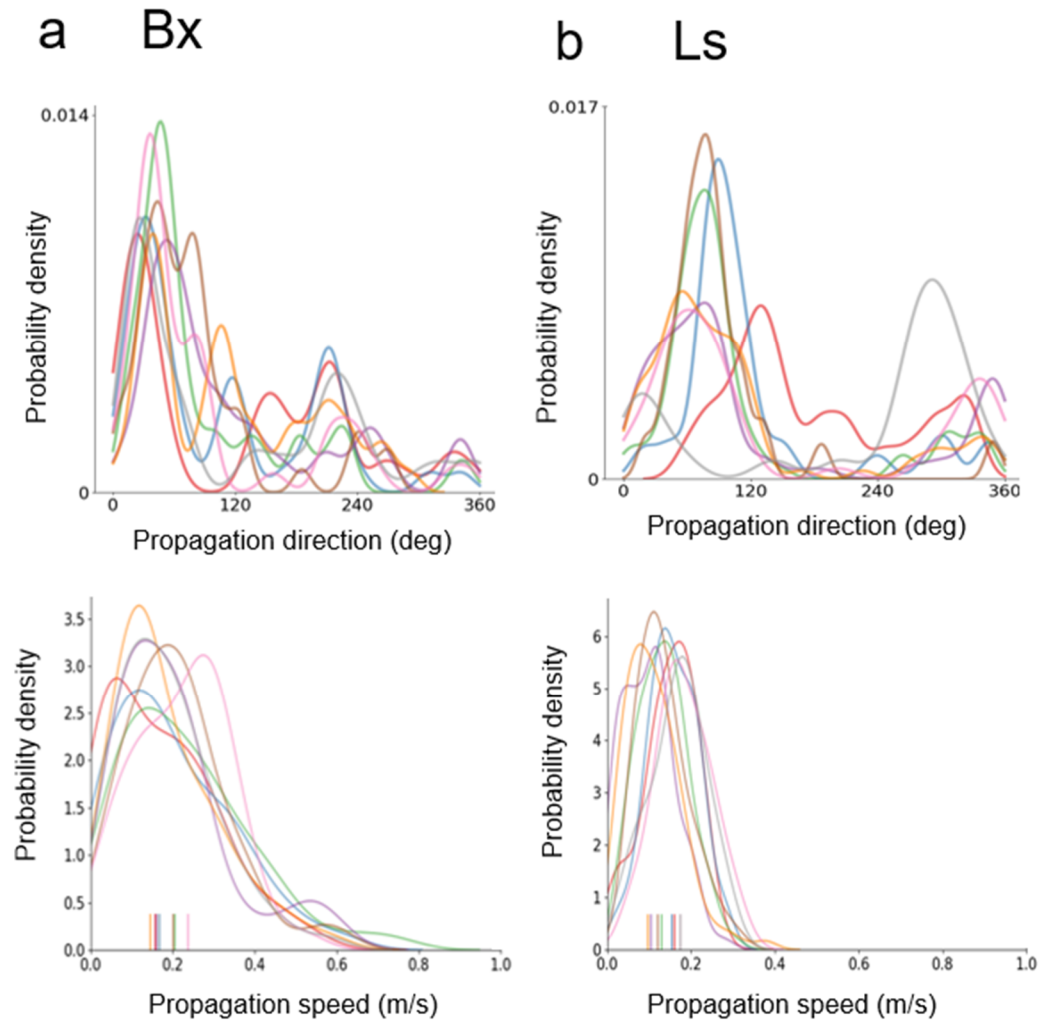 a Bx
b Ls
0.014
0
0 120 240 360
Probability density
Propagation direction (deg)
0.017
0
0 120 240 360
Probability density
Propagation direction (deg)
3.5
3.0
2.5
2.0
1.5
1.0
0.5
0.0
0.0 0.2 0.4 0.6 0.8 1.0
Probability density
Propagation speed (m/s)
6
5
4
3
2
1
0
0.0 0.2 0.4 0.6 0.8 1.0
Probability density
Propagation speed (m/s)